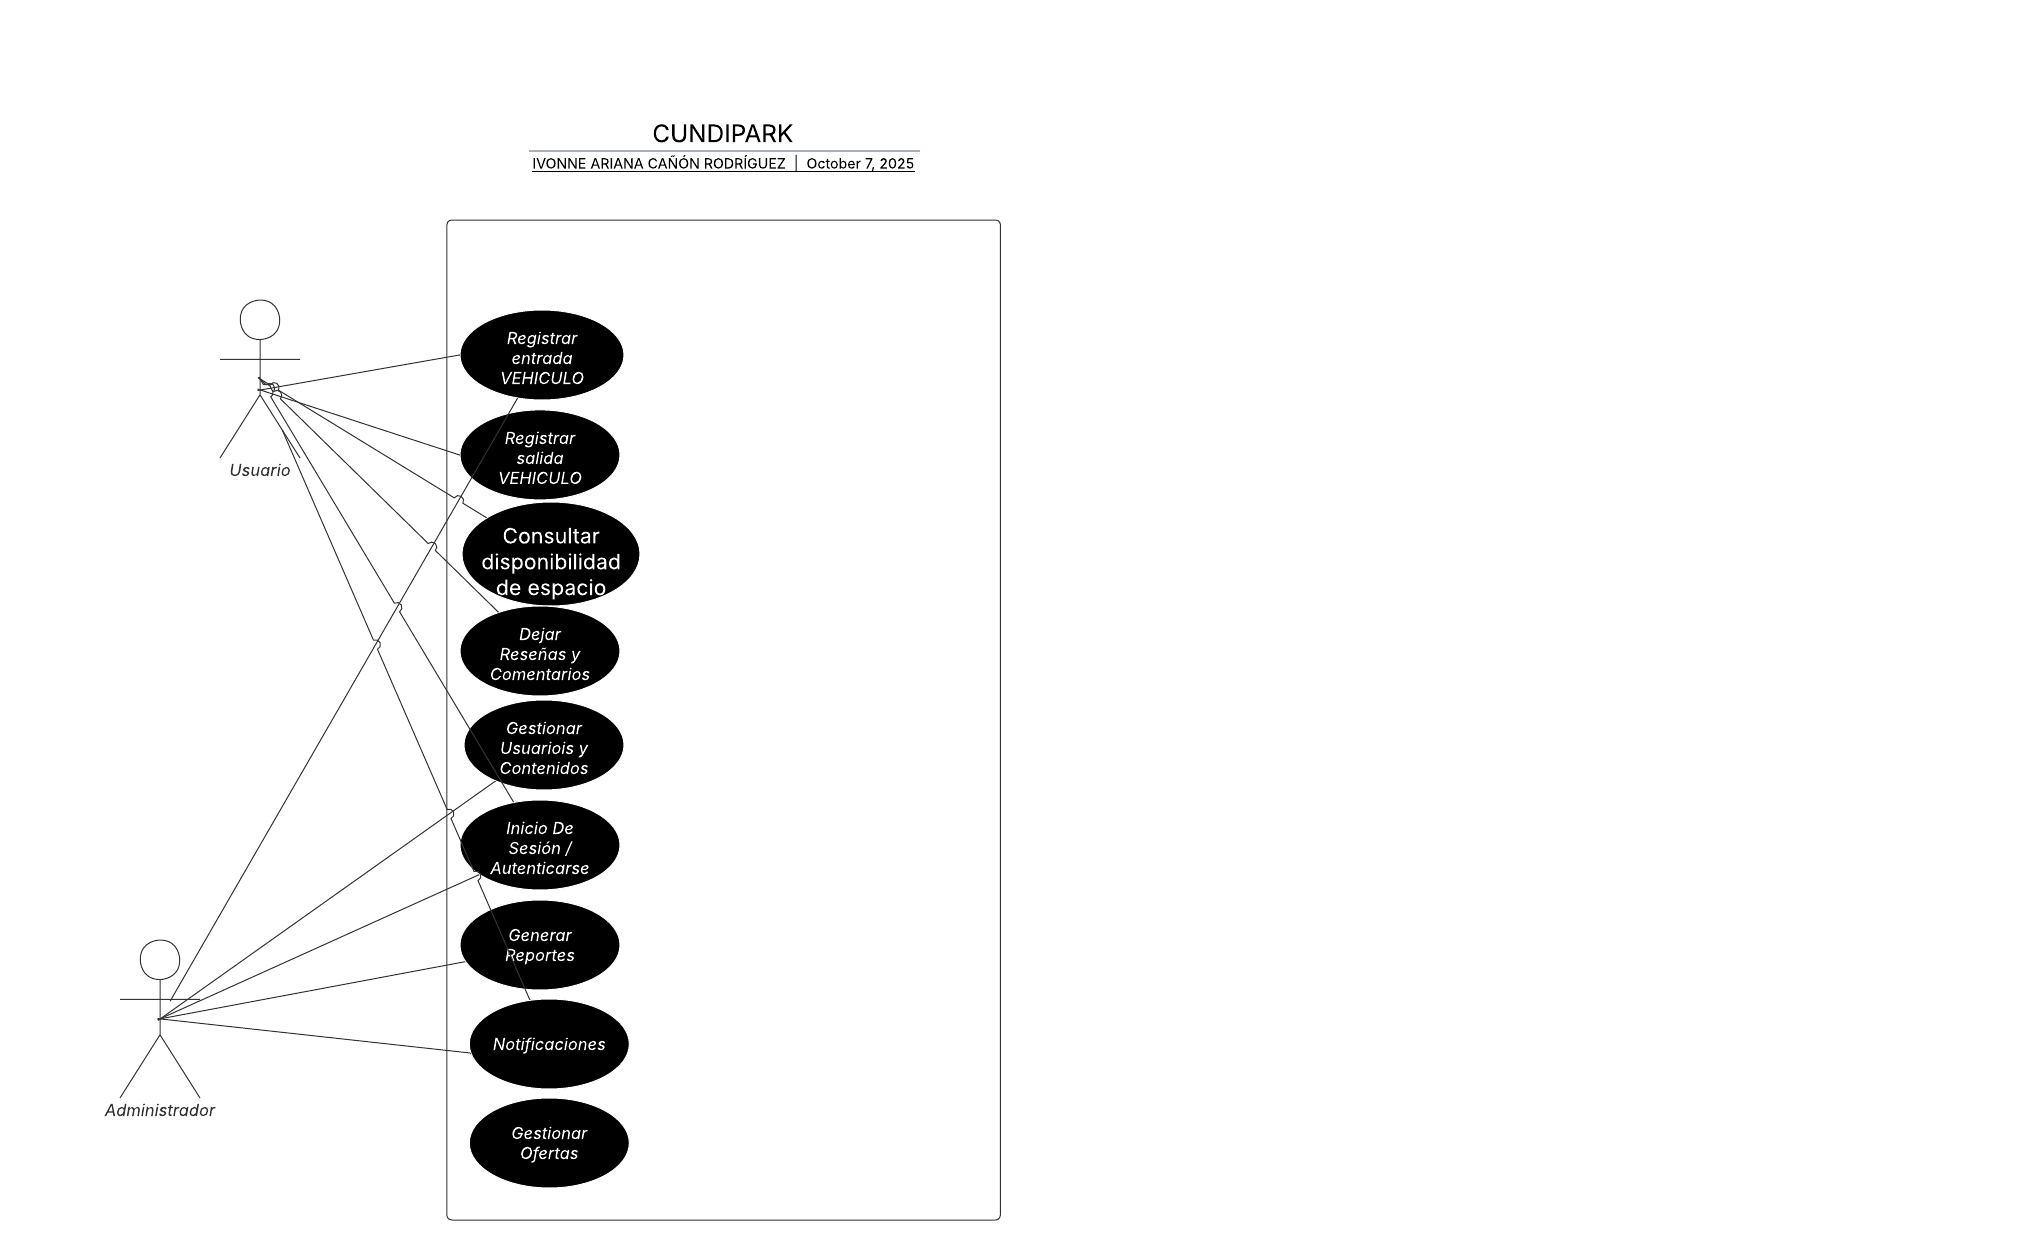 CUNDIPARK
IVONNE ARIANA CAÑÓN RODRÍGUEZ | October 7, 2025
Registrar
entrada
VEHICULO
Usuario
Registrar
salida
VEHICULO
Consultar
disponibilidad
de espacio
Dejar
Reseñas y
Comentarios
Gestionar
Usuariois y
Contenidos
Inicio De
Sesión /
Autenticarse
Generar
Reportes
Notificaciones
Administrador
Gestionar
Ofertas